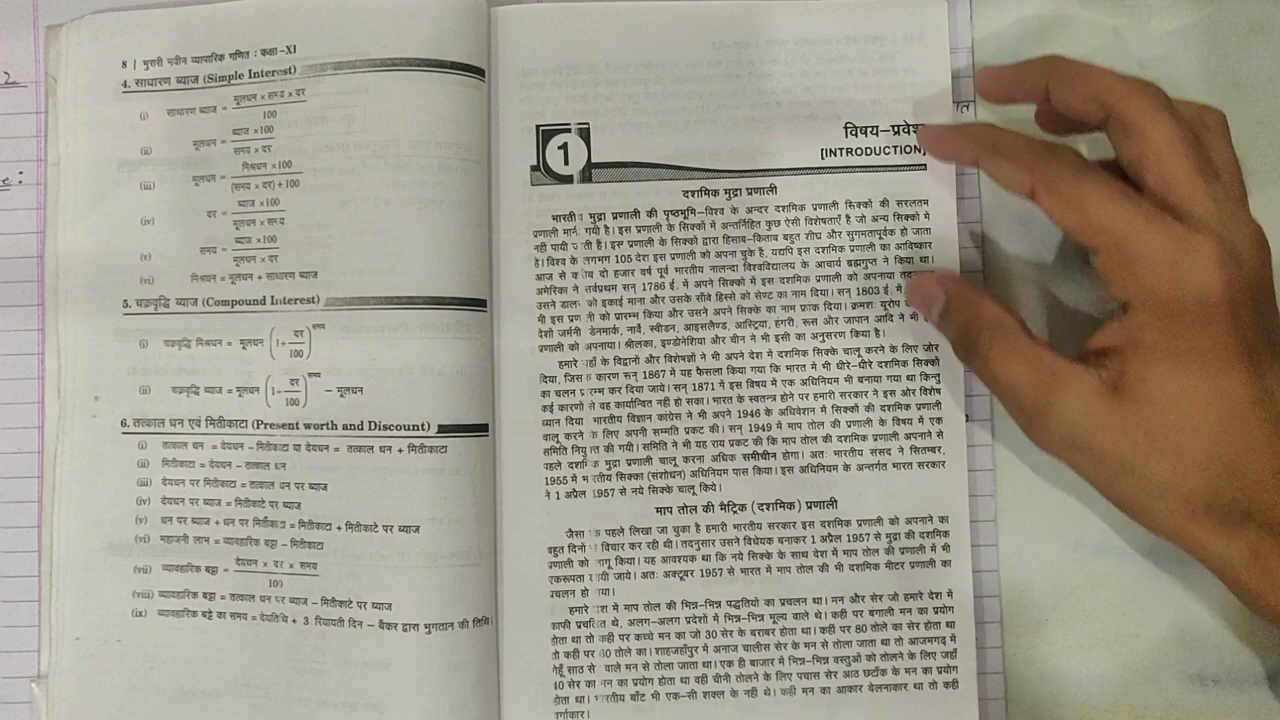 8 | मुरारी नवीन व्यापारिक गणित : कक्षा-XI
4. साधारण ब्याज (Simple Interest)
(i) साधारण ब्याज = मूलधन × समय × दर / 100
(ii) मूलधन = ब्याज ×100 / समय × दर
(iii) मूलधन = मिश्रधन ×100 / (समय × दर) + 100
(iv) दर = ब्याज ×100 / मूलधन × समय
(v) समय = ब्याज ×100 / मूलधन × दर
(vi) मिश्रधन = मूलधन + साधारण ब्याज
5. चक्रवृद्धि ब्याज (Compound Interest)
(i) चक्रवृद्धि मिश्रधन = मूलधन (1+ दर / 100) समय
(ii) चक्रवृद्धि ब्याज = मूलधन (1- दर / 100) समय – मूलधन
6. तत्काल धन एवं मितीकाटा (Present worth and Discount)
(i) तत्काल धन = देयधन – मितीकाटा या देयधन = तत्काल धन + मितीकाटा
(ii) मितीकाटा = देयधन – तत्काल धन
(iii) देयधन पर मितीकाटा = तत्काल धन पर ब्याज
(iv) देयधन पर ब्याज = मितीकाटे पर ब्याज
(v) धन पर ब्याज + धन पर मितीकाटा = मितीकाटा + मितीकाटे पर ब्याज
(vi) महाजनी लाभ = व्यावहारिक बट्टा – मितीकाटा
(vii) व्यावहारिक बट्टा = देयधन × दर × समय / 100
(viii) व्यावहारिक बट्टा = तत्काल धन पर ब्याज – मितीकाटे पर ब्याज
(ix) व्यावहारिक बट्टे का समय = देयतिथि + 3 रियायती दिन – बैंकर द्वारा भुगतान की तिथि।
1
विषय-प्रवेश
[INTRODUCTION]
दशमिक मुद्रा प्रणाली
भारतीय मुद्रा प्रणाली की पृष्ठभूमि–विश्व के अन्दर दशमिक प्रणाली सिक्कों की सरलतम
प्रणाली मानी गयी है। इस प्रणाली के सिक्कों में अन्तर्निहित कुछ ऐसी विशेषताएँ है जो अन्य सिक्कों में
नही पायी जाती है। इस प्रणाली के सिक्कों द्वारा हिसाब-किताब बहुत शीघ्र और सुगमतापूर्वक हो जाता
है। विश्व के लगभग 105 देश इस प्रणाली को अपना चुके है, यद्यपि इस दशमिक प्रणाली का आविष्कार
आज से करीब दो हजार वर्ष पूर्व भारतीय नालन्दा विश्वविद्यालय के आचार्य ब्रह्मगुप्त ने किया था।
अमेरिका ने सर्वप्रथम सन् 1786 ई. में अपने सिक्कों में इस दशमिक प्रणाली को अपनाया
उसने डालर को इकाई माना और उसके सौवे हिस्से को सेण्ट का नाम दिया। सन् 1803 ई. में
भी इस प्रणाली को प्रारम्भ किया और उसने अपने सिक्के का नाम फ्रांक दिया। क्रमशः यूरोप
देशो जर्मनी डेनमार्क, नार्वे, स्वीडन, आइसलैण्ड, आस्ट्रिया, हंगरी, रूस और जापान आदि ने भी
प्रणाली को अपनाया। श्रीलंका, इण्डोनेशिया और चीन ने भी इसी का अनुसरण किया है।
हमारे यहाँ के विद्वानो और विशेषज्ञो ने भी अपने देश में दशमिक सिक्के चालू करने के लिए जोर
दिया, जिसके कारण सन् 1867 में यह फैसला किया गया कि भारत में भी धीरे-धीरे दशमिक सिक्कों
का चलन प्रारम्भ कर दिया जाये। सन् 1871 में इस विषय में एक अधिनियम भी बनाया गया था किन्तु
कई कारणों से वह कार्यान्वित नही हो सका। भारत के स्वतन्त्र होने पर हमारी सरकार ने इस ओर विशेष
ध्यान दिया भारतीय विज्ञान कांग्रेस ने भी अपने 1946 के अधिवेशन में सिक्कों की दशमिक प्रणाली
चालू करने के लिए अपनी सम्मति प्रकट की। सन् 1949 में माप तोल की प्रणाली के विषय में एक
समिति नियुक्त की गयी। समिति ने भी यह राय प्रकट की कि माप तोल की दशमिक प्रणाली अपनाने से
पहले दशमिक मुद्रा प्रणाली चालू करना अधिक समीचीन होगा। अतः भारतीय संसद ने सितम्बर,
1955 में भारतीय सिक्का (संशोधन) अधिनियम पास किया। इस अधिनियम के अन्तर्गत भारत सरकार
ने 1 अप्रैल 1957 से नये सिक्के चालू किये।
माप तोल की मैट्रिक (दशमिक) प्रणाली
जैसा कि पहले लिखा जा चुका है हमारी भारतीय सरकार इस दशमिक प्रणाली को अपनाने का
बहुत दिनों से विचार कर रही थी। तदनुसार उसने विधेयक बनाकर 1 अप्रैल 1957 से मुद्रा की दशमिक
प्रणाली को लागू किया। यह आवश्यक था कि नये सिक्के के साथ देश में माप तोल की प्रणाली में भी
एकरूपता लायी जाये। अतः अक्टूबर 1957 से भारत में माप तोल की भी दशमिक मीटर प्रणाली का
प्रचलन हो गया।
हमारे देश में माप तोल की भिन्न-भिन्न पद्धतियों का प्रचलन था। मन और सेर जो हमारे देश में
काफी प्रचलित थे, अलग-अलग प्रदेशों में भिन्न-भिन्न मूल्य वाले थे। कही पर बंगाली मन का प्रयोग
होता था तो कही पर कच्चे मन का जो 30 सेर के बराबर होता था। कही पर 80 तोले का सेर होता था
तो कही पर 60 तोले का। शाहजहाँपुर में अनाज चालीस सेर के मन से तोला जाता था तो आजमगढ़ में
गेहूँ साठ से वाले मन से तोला जाता था। एक ही बाजार में भिन्न-भिन्न वस्तुओं को तोलने के लिए जहाँ
40 सेर का मन का प्रयोग होता था वही चीनी तोलने के लिए पचास सेर आठ छटाँक के मन का प्रयोग
होता था। भारतीय बाँट भी एक-सी शक्ल के नही थे। कही मन का आकार बेलनाकार था तो कही
वर्गाकार।